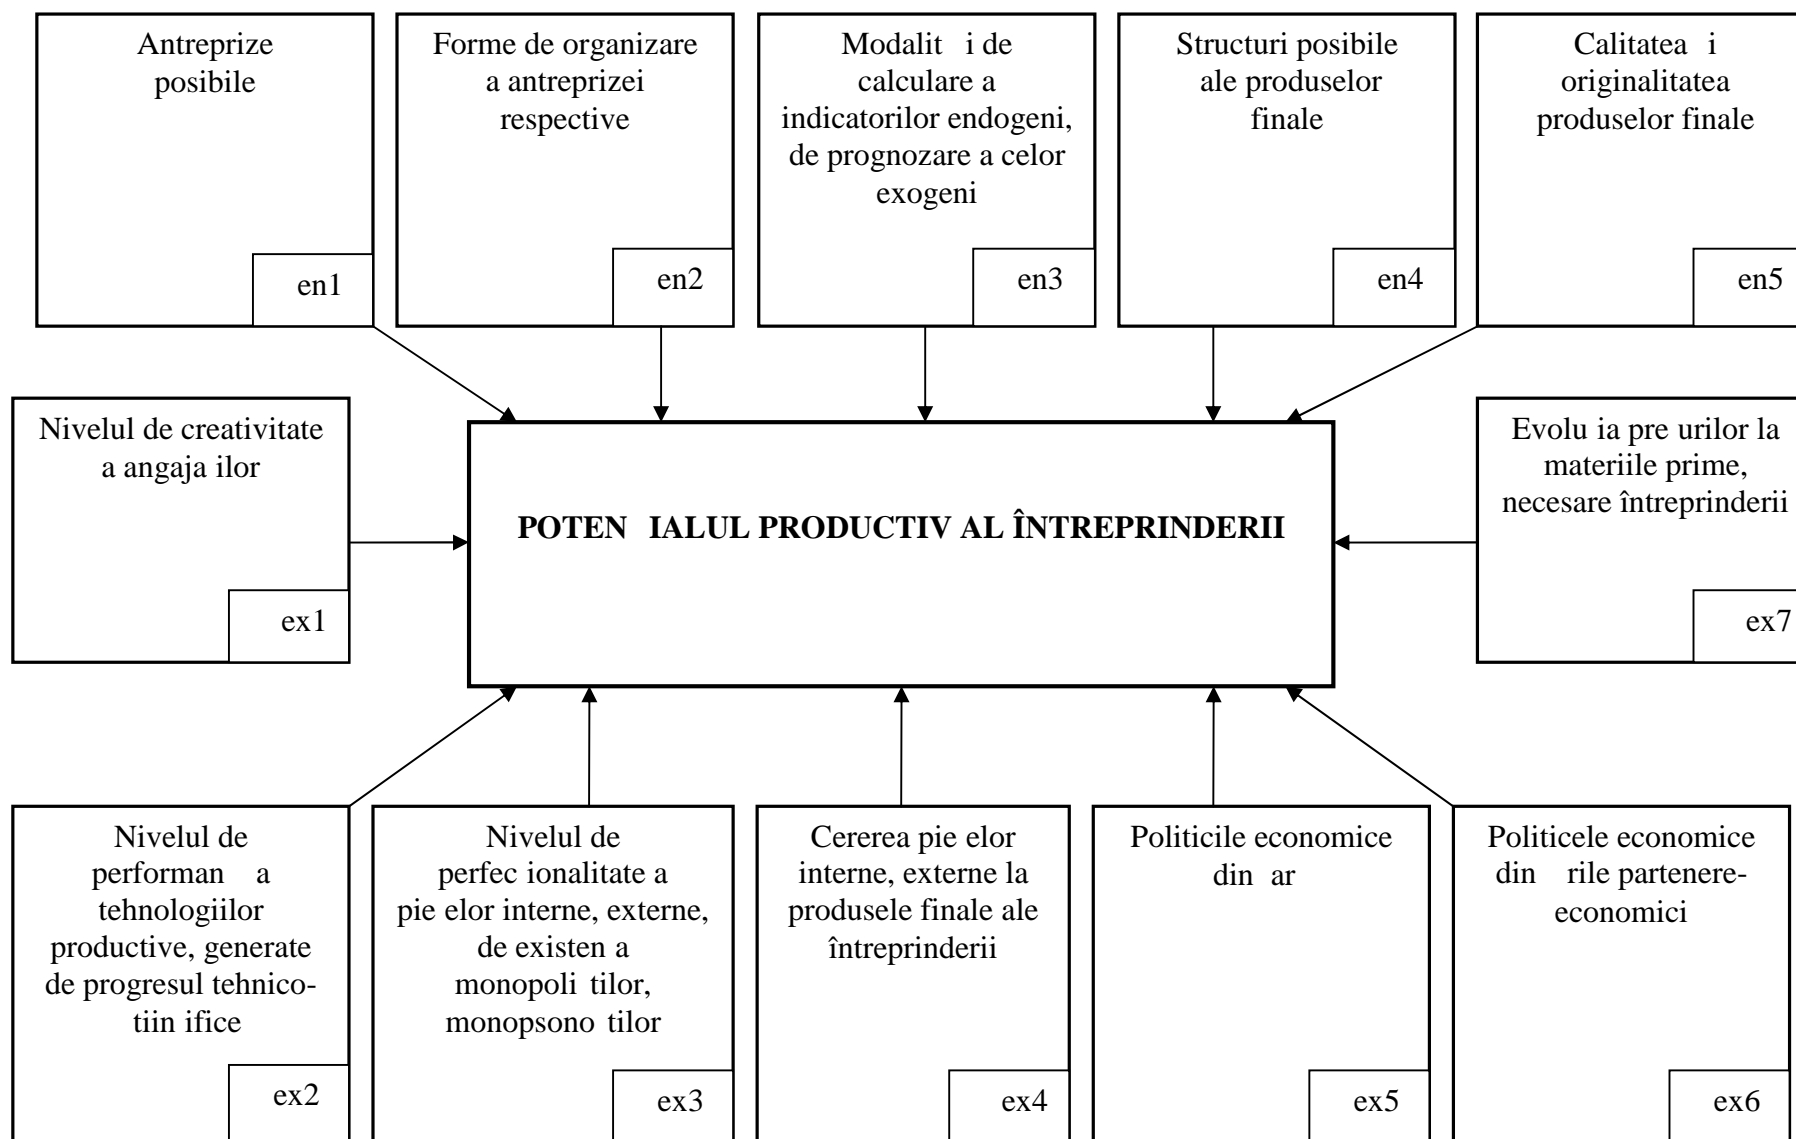 Antreprize
posibile
en1
Forme de organizare
a antreprizei
respective
en2
Modalit i de
calculare a
indicatorilor endogeni,
de prognozare a celor
exogeni
en3
Structuri posibile
ale produselor
finale
en4
Calitatea i
originalitatea
produselor finale
en5
Nivelul de creativitate
a angaja ilor
ex1
POTEN IALUL PRODUCTIV AL ÎNTREPRINDERII
Evolu ia pre urilor la
materiile prime,
necesare întreprinderii
ex7
Nivelul de
performan a
tehnologiilor
productive, generate
de progresul tehnico-
tiin ifice
ex2
Nivelul de
perfec ionalitate a
pie elor interne, externe,
de existen a
monopoli tilor,
monopsono tilor
ex3
Cererea pie elor
interne, externe la
produsele finale ale
întreprinderii
ex4
Politicile economice
din ar
ex5
Politicele economice
din rile partenere-
economici
ex6